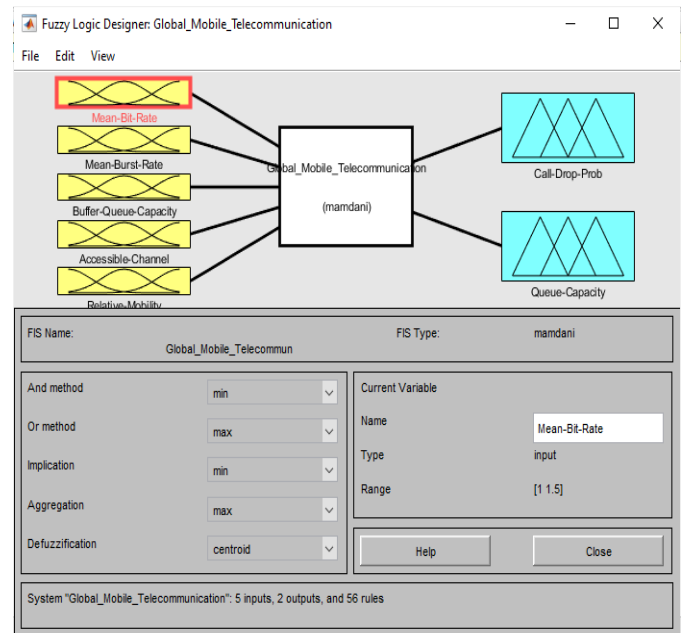 Fuzzy Logic Designer: Global_Mobile_Telecommunication
File Edit View
Mean-Bit-Rate
Mean-Burst-Rate
Buffer-Queue-Capacity
Accessible-Channel
Relative-Mobility
Global_Mobile_Telecommunication
(mamdani)
Call-Drop-Prob
Queue-Capacity
FIS Name:
Global_Mobile_Telecommun
FIS Type:
mamdani
And method
min
Or method
max
Implication
min
Aggregation
max
Defuzzification
centroid
Current Variable
Name
Mean-Bit-Rate
Type
input
Range
[1 1.5]
Help
Close
System "Global_Mobile_Telecommunication": 5 inputs, 2 outputs, and 56 rules